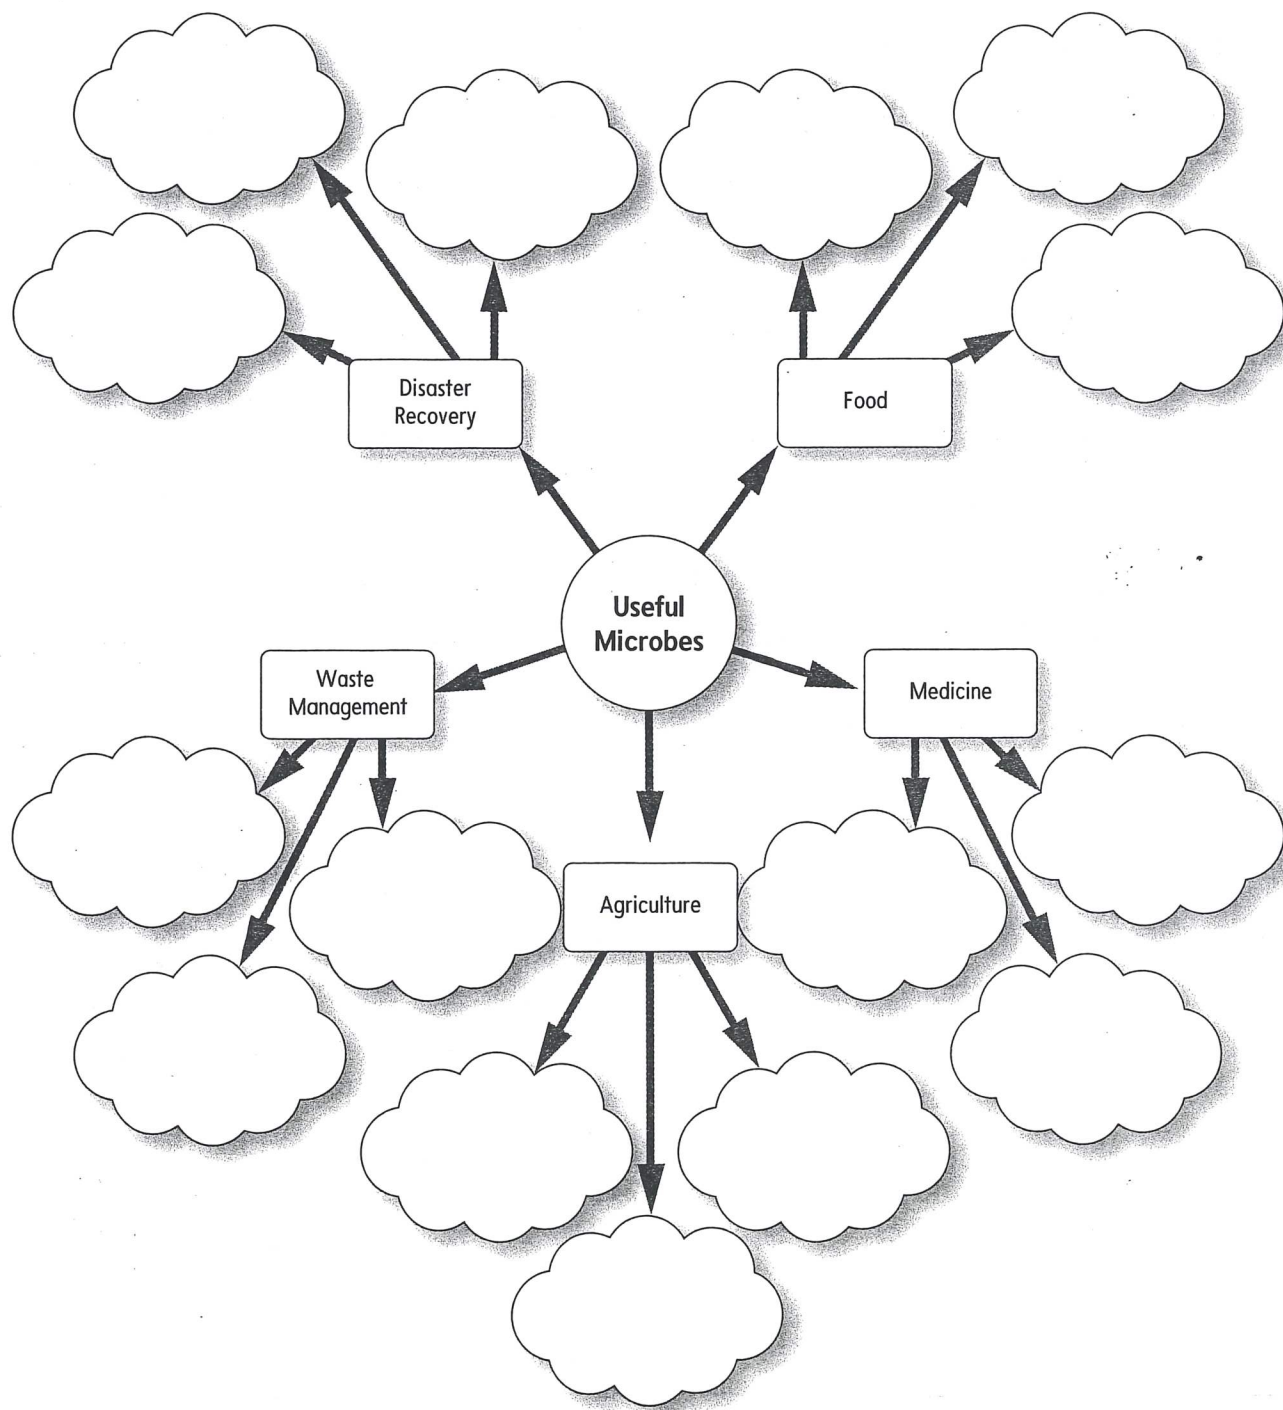 Disaster
Recovery
Food
Useful
Microbes
Waste
Management
Medicine
Agriculture